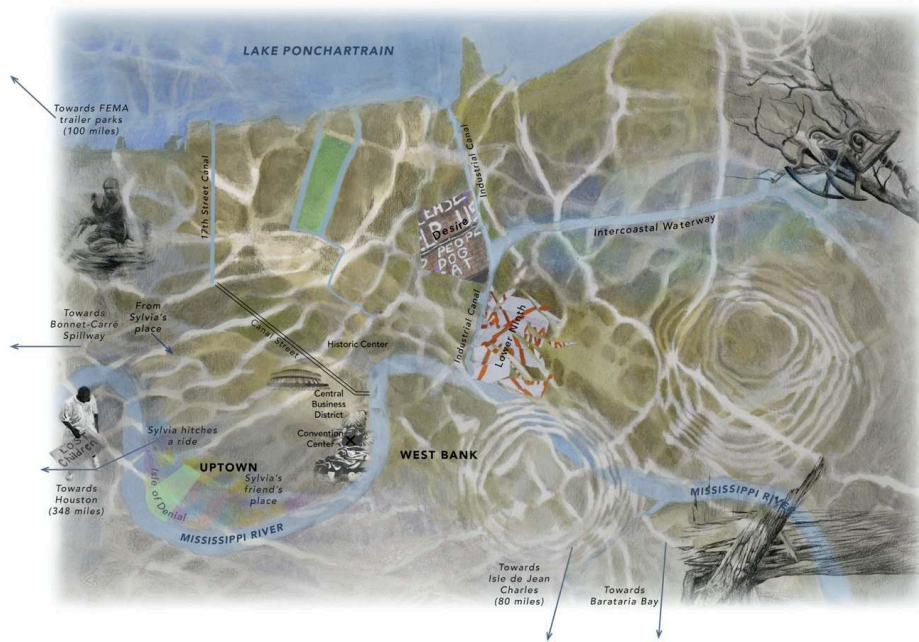 LAKE PONCHARTRAIN
Towards FEMA
trailer parks
(100 miles)
17th Street Canal
Industrial Canal
Desire
PEOPL
DOG
AT
Intercoastal Waterway
Towards
Bonnet-Carré
Spillway
From
Sylvia's
place
Canal Street
Historic Center
Industrial Canal
Lower Ninth
Central
Business
District
Convention
Center
LOST
Children
Sylvia hitches
a ride
UPTOWN
WEST BANK
Isle of Denial
Sylvia's
friend's
place
Towards
Houston
(348 miles)
MISSISSIPPI RIVER
MISSISSIPPI RIVER
Towards
Isle de Jean
Charles
(80 miles)
Towards
Barataria Bay